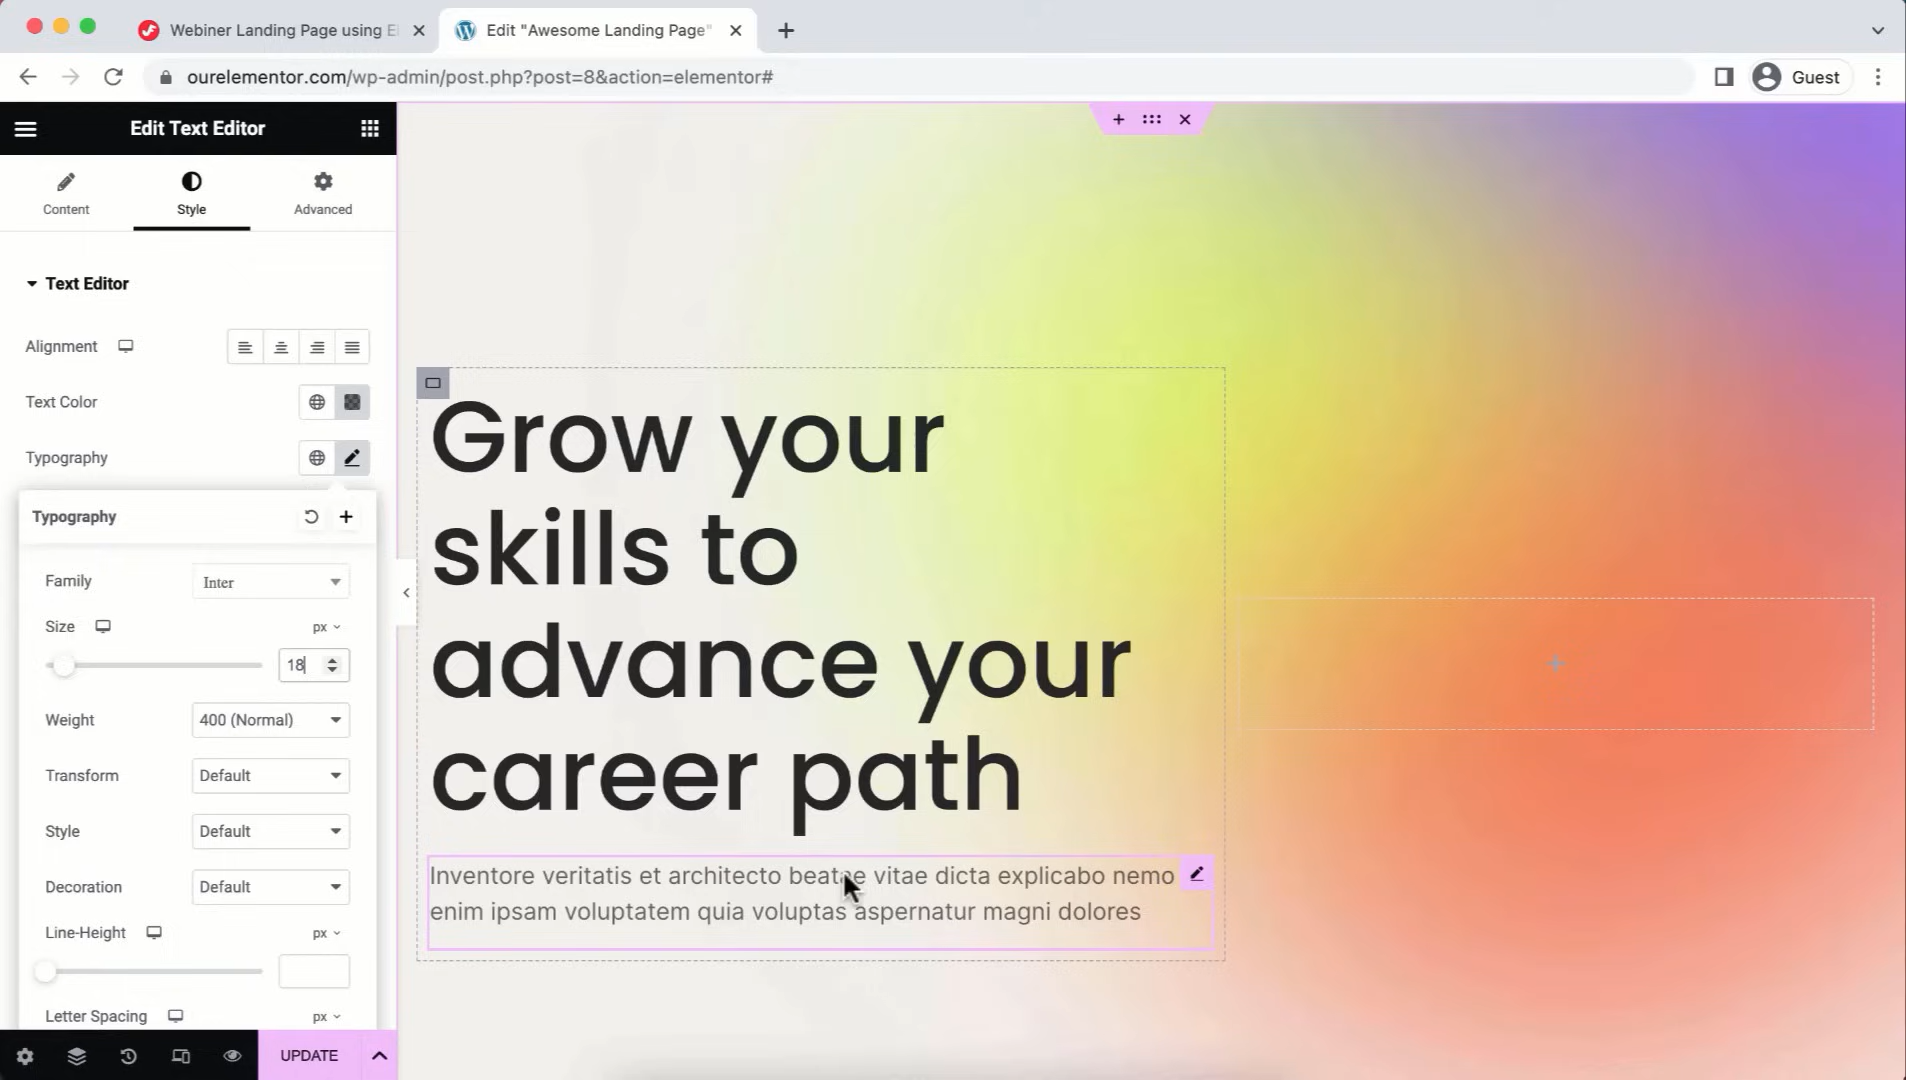 Webiner Landing Page using El
Edit "Awesome Landing Page"
ourelementor.com/wp-admin/post.php?post=8&action=elementor#
Guest
Edit Text Editor
Content
Style
Advanced
Text Editor
Alignment
Text Color
Typography
Typography
Family
Inter
Size
px
18
Weight
400 (Normal)
Transform
Default
Style
Default
Decoration
Default
Line-Height
px
Letter Spacing
px
UPDATE
Grow your
skills to
advance your
career path
Inventore veritatis et architecto beatae vitae dicta explicabo nemo
enim ipsam voluptatem quia voluptas aspernatur magni dolores